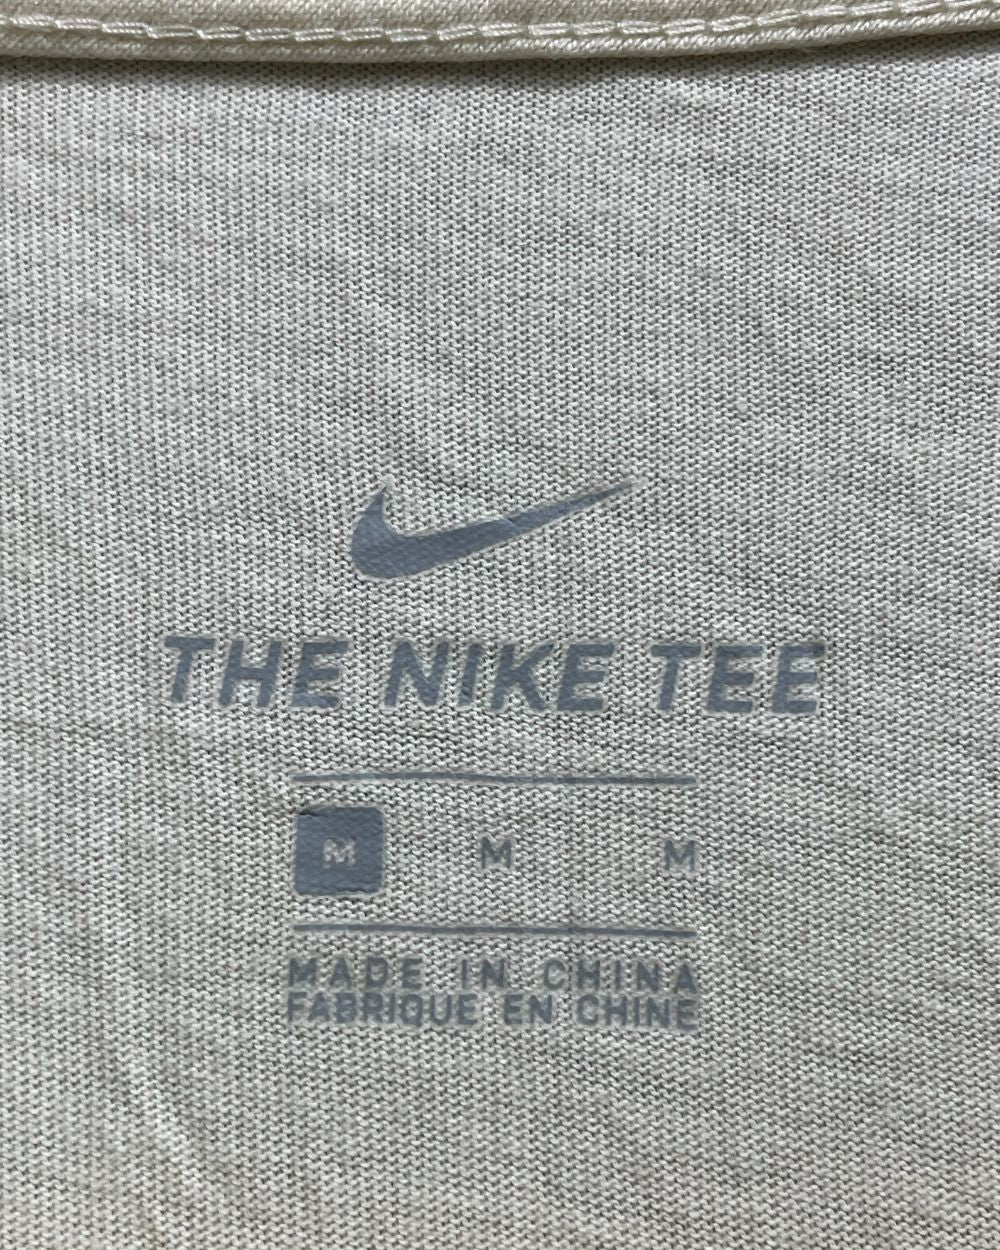 THE NIKE TEE
M M M
MADE IN CHINA
FABRIQUE EN CHINE